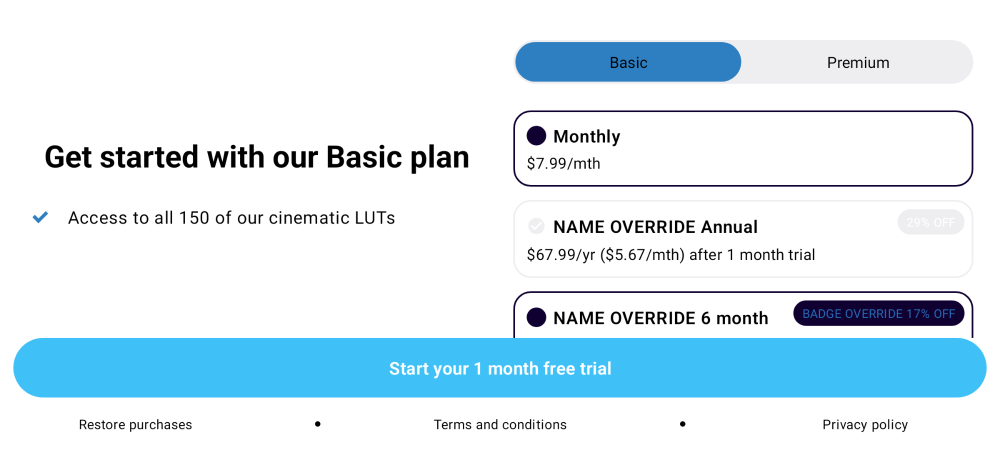 Get started with our Basic plan
Access to all 150 of our cinematic LUTs
Basic
Premium
Monthly
$7.99/mth
NAME OVERRIDE Annual
29% OFF
$67.99/yr ($5.67/mth) after 1 month trial
NAME OVERRIDE 6 month
BADGE OVERRIDE 17% OFF
Start your 1 month free trial
Restore purchases
Terms and conditions
Privacy policy